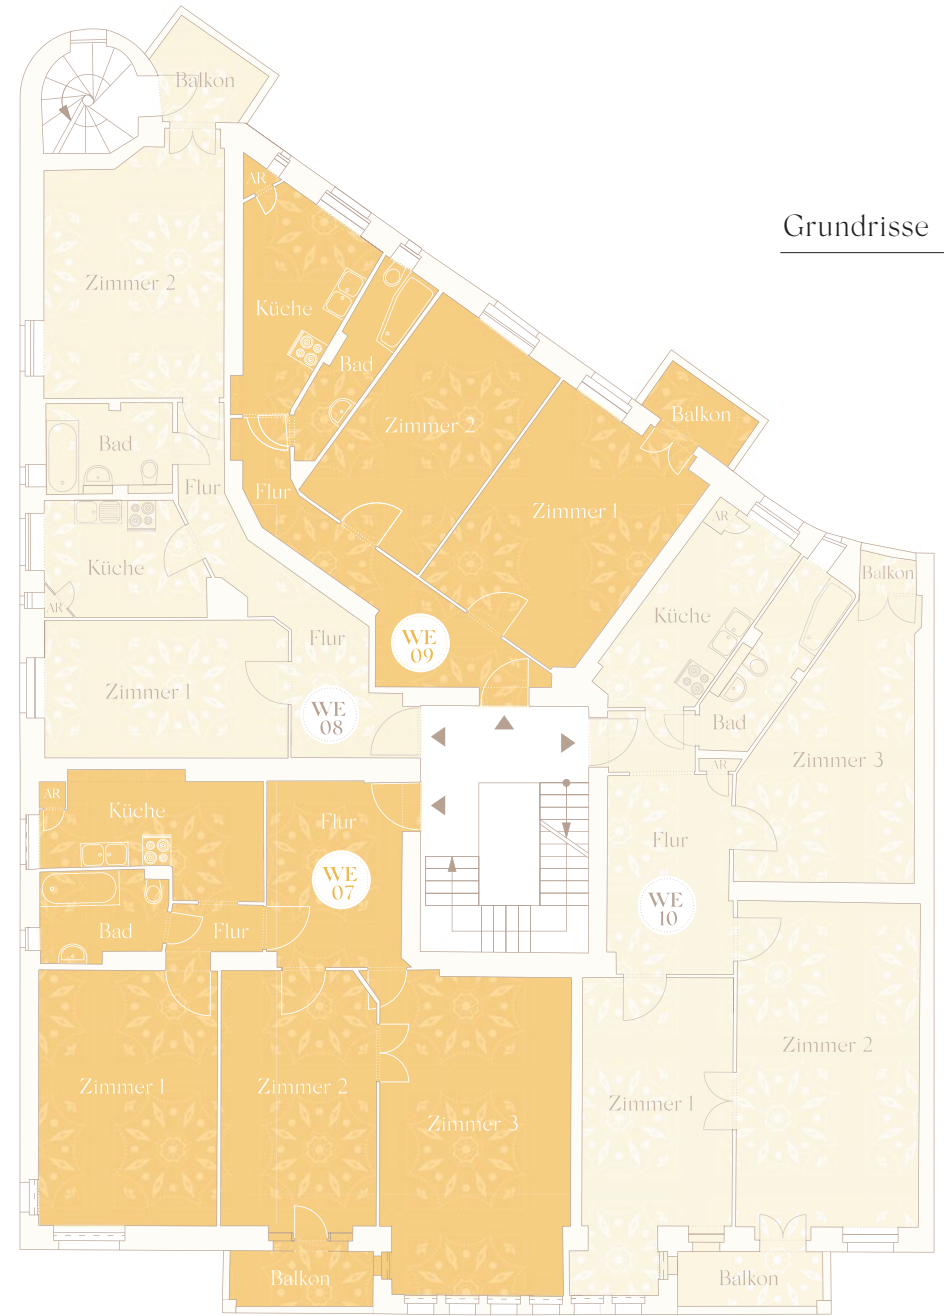 Grundrisse
Balkon
Zimmer 2
Bad
Flur
Küche
AR
Zimmer 1
Flur
WE
08
AR
Küche
Bad
Zimmer 2
Zimmer 1
Balkon
Flur
WE
09
AR
Küche
Bad
Balkon
Zimmer 3
AR
Flur
WE
10
Zimmer 2
Zimmer 1
Balkon
AR
Küche
Flur
WE
07
Bad
Flur
Zimmer 1
Zimmer 2
Zimmer 3
Balkon